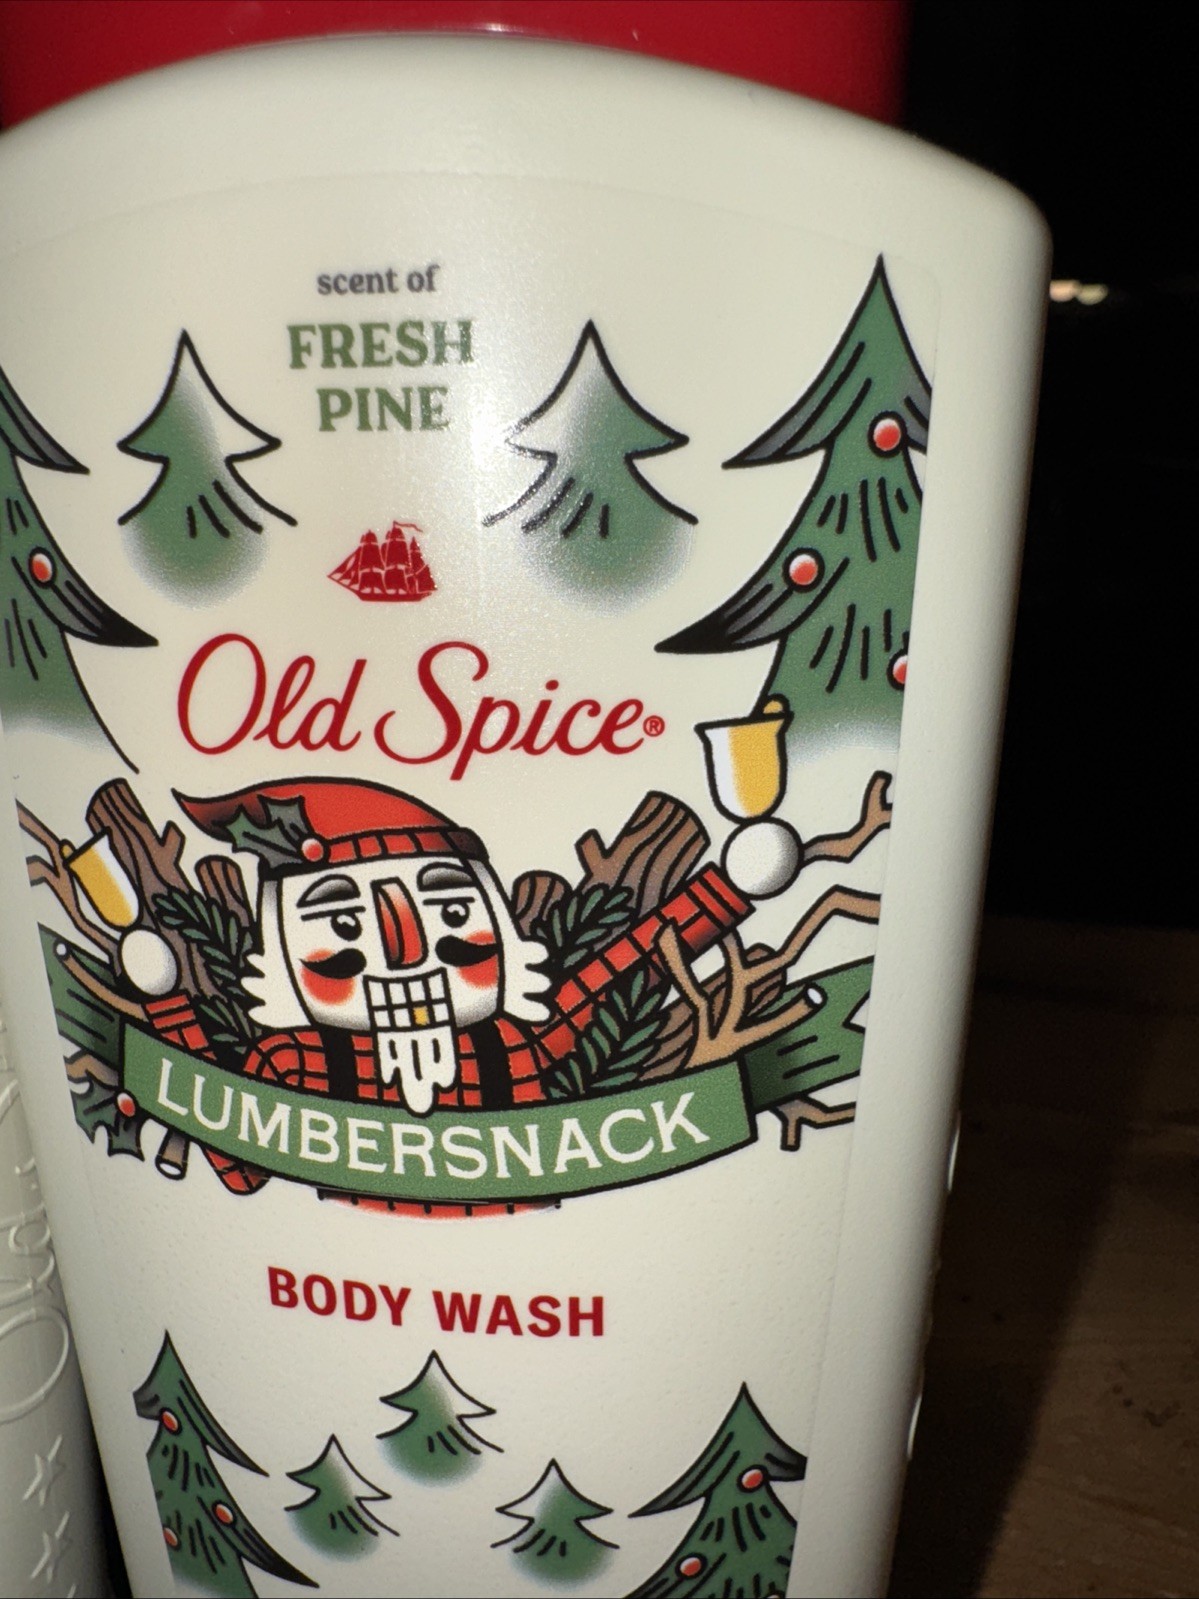 scent of
FRESH
PINE
Old Spice®
LUMBERSNACK
BODY WASH